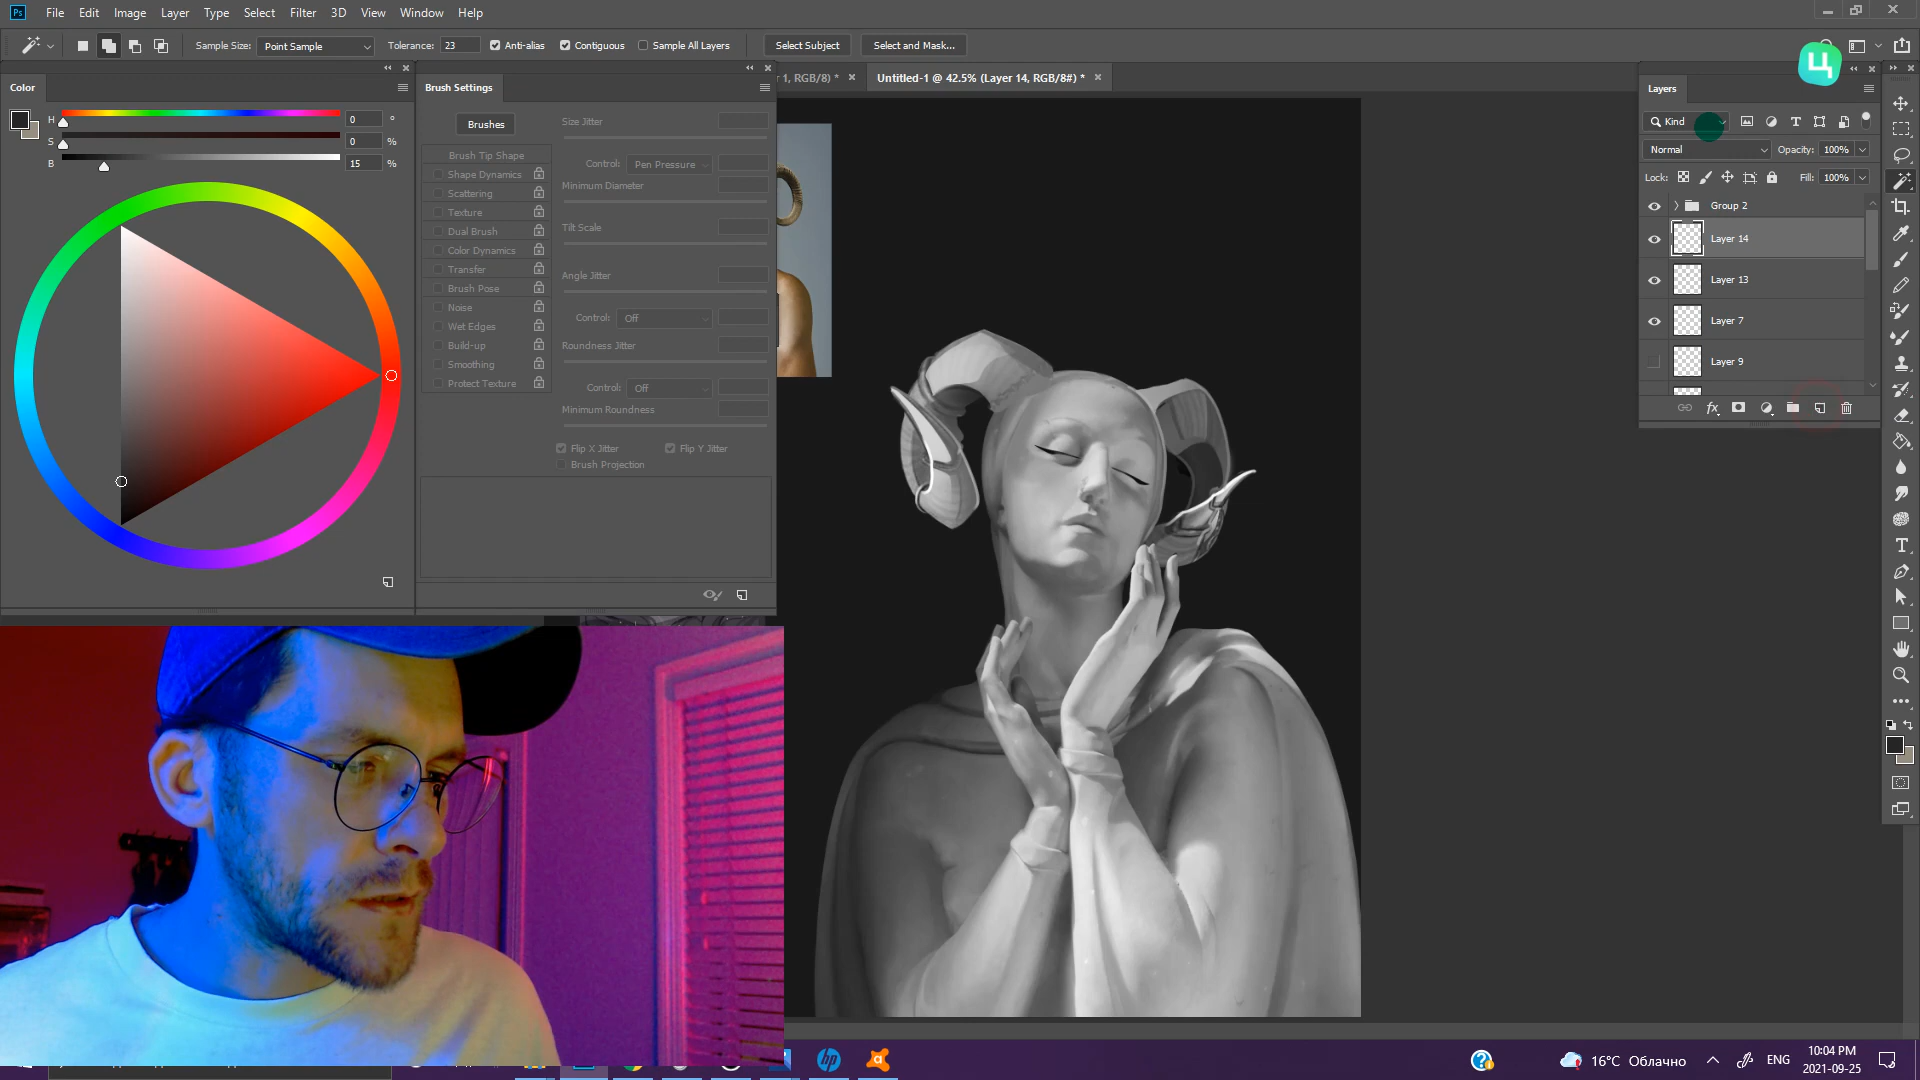 Ps File Edit Image Layer Type Select Filter 3D View Window Help
Sample Size: Point Sample Tolerance: 23 Anti-alias Contiguous Sample All Layers Select Subject Select and Mask...
r 1, RGB/8) * × Untitled-1 @ 42.5% (Layer 14, RGB/8#) * ×
Ц
Color
H 0 °
S 0 %
B 15 %
Brush Settings
Brushes
Brush Tip Shape
Shape Dynamics
Scattering
Texture
Dual Brush
Color Dynamics
Transfer
Brush Pose
Noise
Wet Edges
Build-up
Smoothing
Protect Texture
Size Jitter
Control: Pen Pressure
Minimum Diameter
Tilt Scale
Angle Jitter
Control: Off
Roundness Jitter
Control: Off
Minimum Roundness
Flip X Jitter Flip Y Jitter
Brush Projection
Layers
Kind
Normal Opacity: 100%
Lock: Fill: 100%
Group 2
Layer 14
Layer 13
Layer 7
Layer 9
fx
hp
16°C Облачно ENG 10:04 PM
2021-09-25